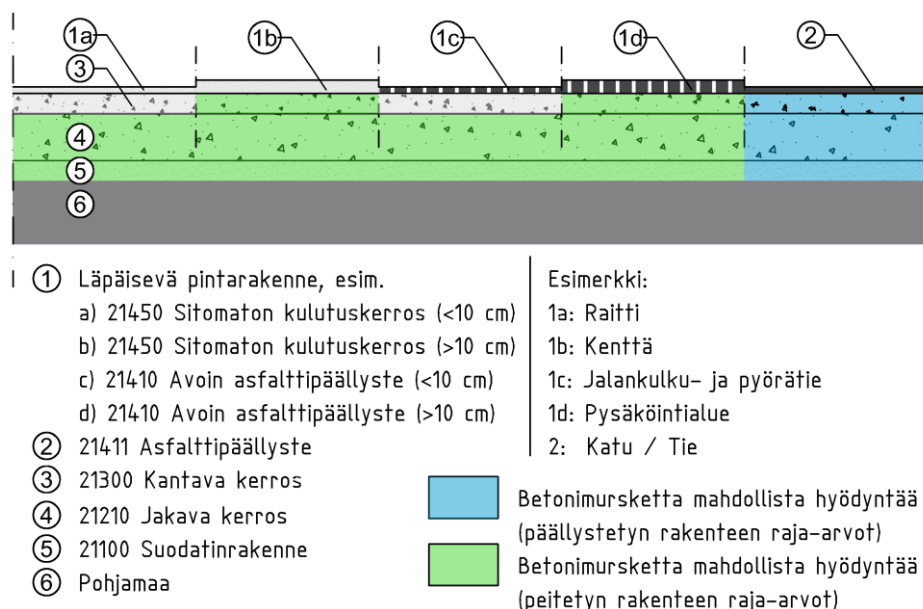 1a
1b
1c
1d
2
3
4
5
6
1 Läpäisevä pintarakenne, esim.
a) 21450 Sitomaton kulutuskerros (<10 cm)
b) 21450 Sitomaton kulutuskerros (>10 cm)
c) 21410 Avoin asfalttipäällyste (<10 cm)
d) 21410 Avoin asfalttipäällyste (>10 cm)
2 21411 Asfalttipäällyste
3 21300 Kantava kerros
4 21210 Jakava kerros
5 21100 Suodatinrakenne
6 Pohjamaa
Esimerkki:
1a: Raitti
1b: Kenttä
1c: Jalankulku- ja pyörätie
1d: Pysäköintialue
2: Katu / Tie
Betonimursketta mahdollista hyödyntää
(päällystetyn rakenteen raja-arvot)
Betonimursketta mahdollista hyödyntää
(peitetyn rakenteen raja-arvot)